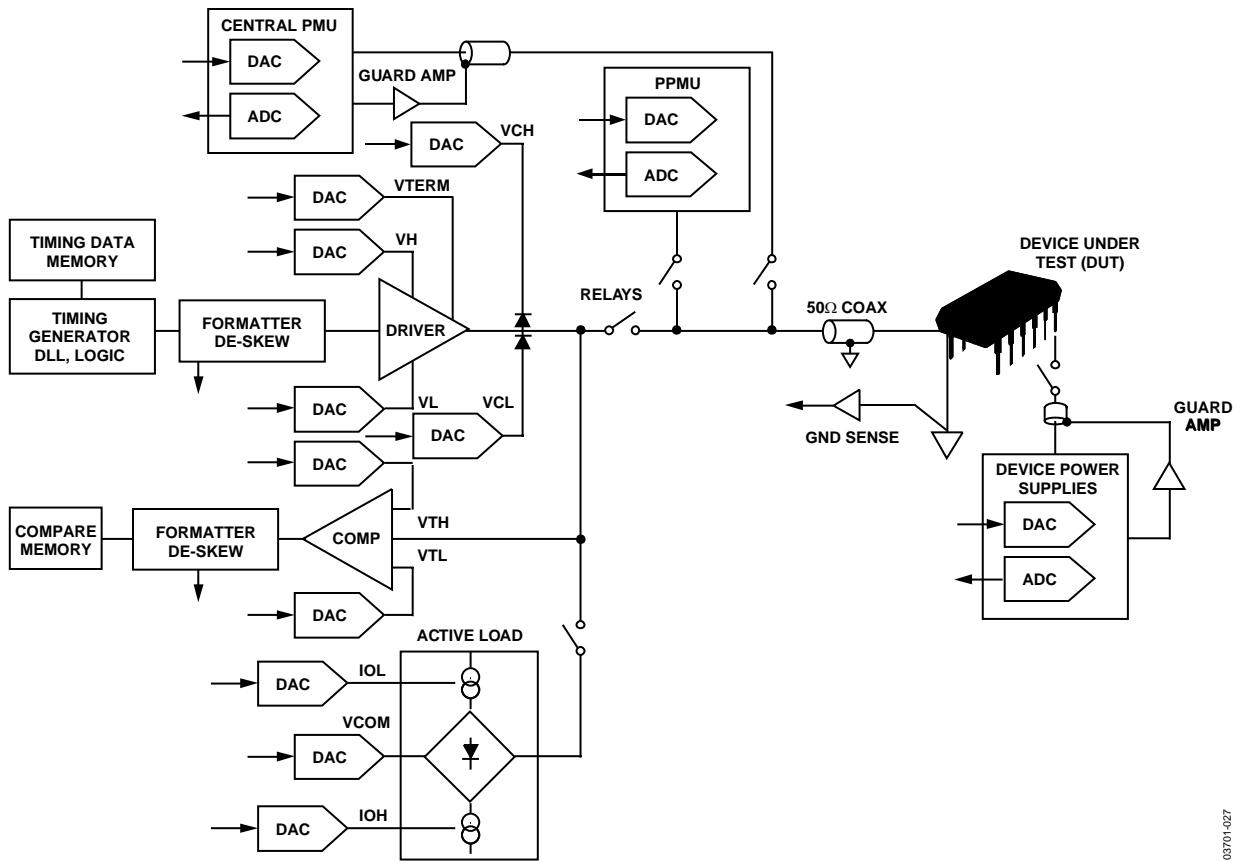 CENTRAL PMU
DAC
ADC
GUARD AMP
VCH
DAC
PPMU
DAC
ADC
DAC
VTERM
DAC
VH
TIMING DATA
MEMORY
TIMING
GENERATOR
DLL, LOGIC
FORMATTER
DE-SKEW
DRIVER
RELAYS
50Ω COAX
DEVICE UNDER
TEST (DUT)
DAC
VL
VCL
DAC
DAC
GND SENSE
GUARD
AMP
DEVICE POWER
SUPPLIES
DAC
ADC
COMPARE
MEMORY
FORMATTER
DE-SKEW
COMP
VTH
VTL
DAC
ACTIVE LOAD
DAC
IOL
VCOM
DAC
DAC
IOH
03701-027